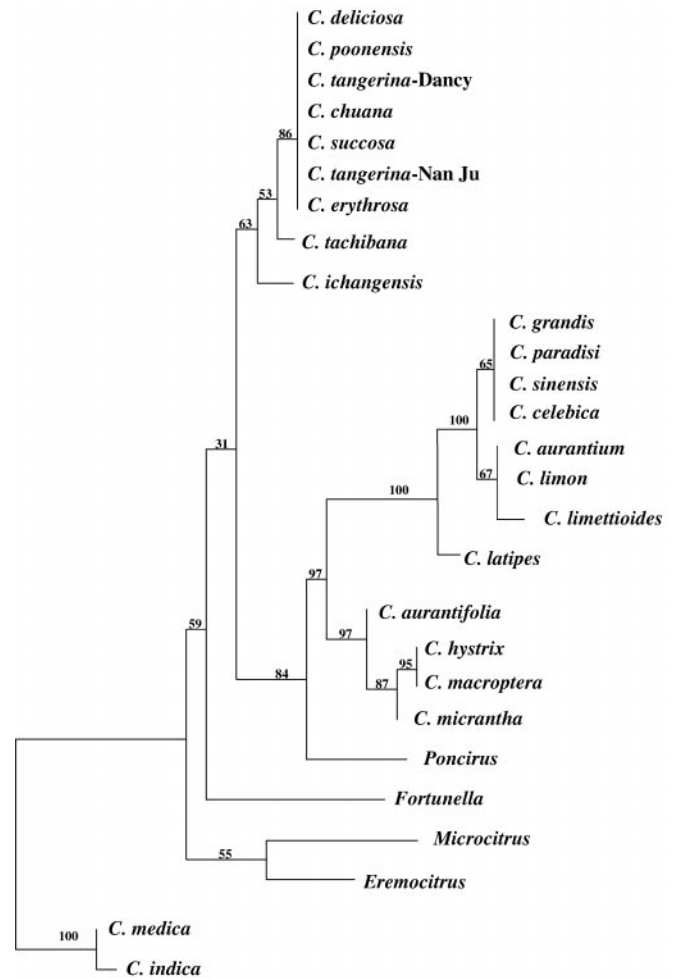 C. deliciosa
C. poonensis
C. tangerina-Dancy
C. chuana
86
C. succosa
C. tangerina-Nan Ju
53
C. erythrosa
63
C. tachibana
C. ichangensis
C. grandis
C. paradisi
65
C. sinensis
C. celebica
100
31
C. aurantium
67
C. limon
100
C. limettioides
C. latipes
97
C. aurantifolia
59
97
C. hystrix
95
84
87
C. macroptera
C. micrantha
Poncirus
Fortunella
Microcitrus
55
Eremocitrus
C. medica
100
C. indica